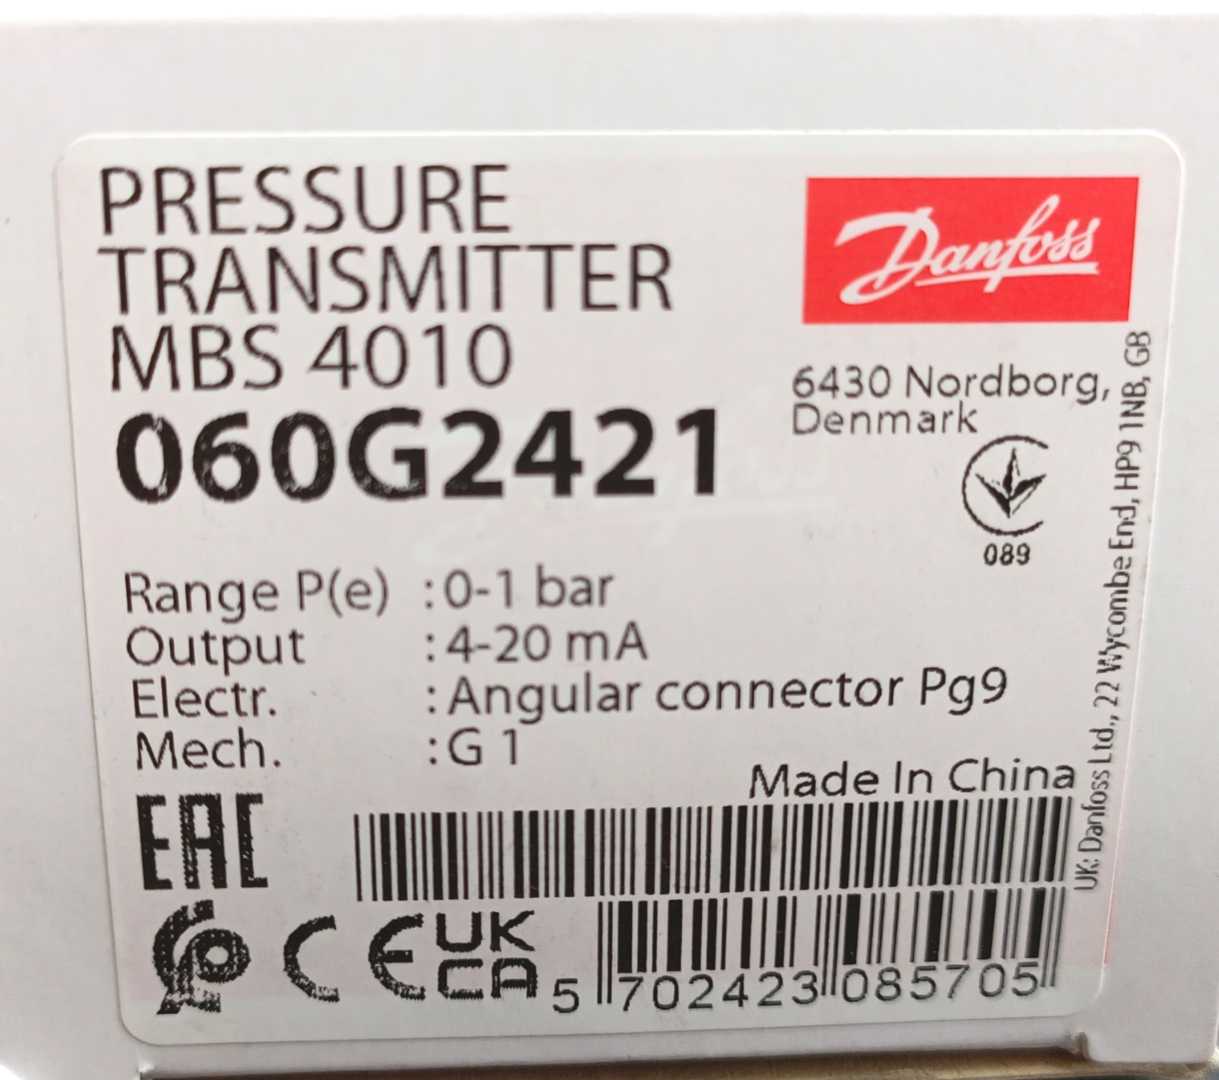 PRESSURE
TRANSMITTER
MBS 4010
060G2421
Danfoss
6430 Nordborg,
Denmark
089
Range P(e) :0-1 bar
Output :4-20 mA
Electr. :Angular connector Pg9
Mech. :G 1
Made In China
UK: Danfoss Ltd., 22 Wycombe End, HP9 1NB, GB
EAC
CE UK
CA
5 702423 085705